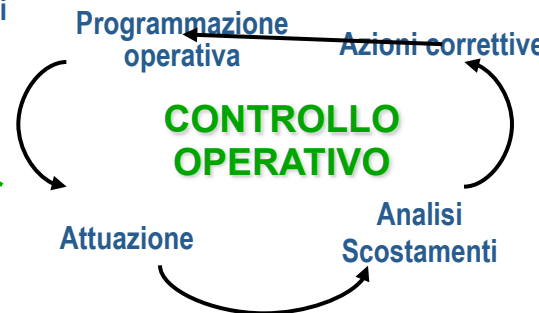 i
Programmazione
operativa
Azioni correttive
CONTROLLO
OPERATIVO
Attuazione
Analisi
Scostamenti